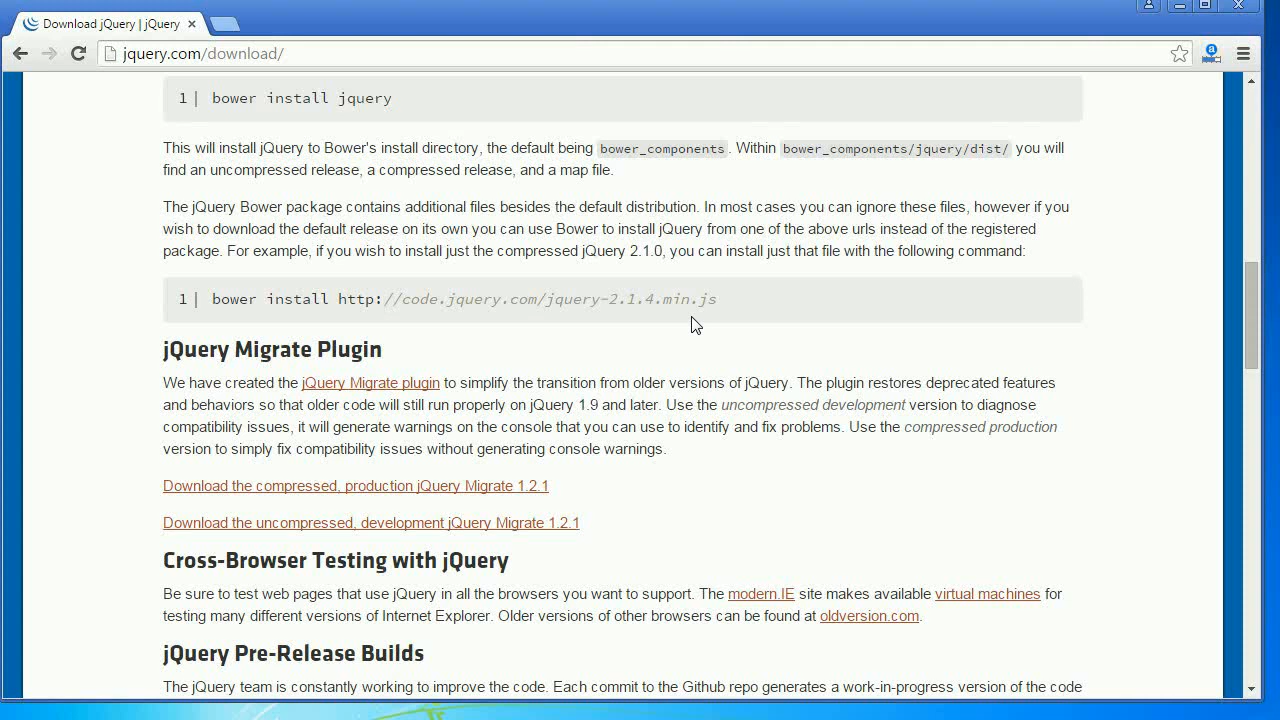 Download jQuery | jQuery
jquery.com/download/
1| bower install jquery
This will install jQuery to Bower's install directory, the default being bower_components. Within bower_components/jquery/dist/ you will
find an uncompressed release, a compressed release, and a map file.
The jQuery Bower package contains additional files besides the default distribution. In most cases you can ignore these files, however if you
wish to download the default release on its own you can use Bower to install jQuery from one of the above urls instead of the registered
package. For example, if you wish to install just the compressed jQuery 2.1.0, you can install just that file with the following command:
1| bower install http://code.jquery.com/jquery-2.1.4.min.js
jQuery Migrate Plugin
We have created the jQuery Migrate plugin to simplify the transition from older versions of jQuery. The plugin restores deprecated features
and behaviors so that older code will still run properly on jQuery 1.9 and later. Use the uncompressed development version to diagnose
compatibility issues, it will generate warnings on the console that you can use to identify and fix problems. Use the compressed production
version to simply fix compatibility issues without generating console warnings.
Download the compressed, production jQuery Migrate 1.2.1
Download the uncompressed, development jQuery Migrate 1.2.1
Cross-Browser Testing with jQuery
Be sure to test web pages that use jQuery in all the browsers you want to support. The modern.IE site makes available virtual machines for
testing many different versions of Internet Explorer. Older versions of other browsers can be found at oldversion.com.
jQuery Pre-Release Builds
The jQuery team is constantly working to improve the code. Each commit to the Github repo generates a work-in-progress version of the code